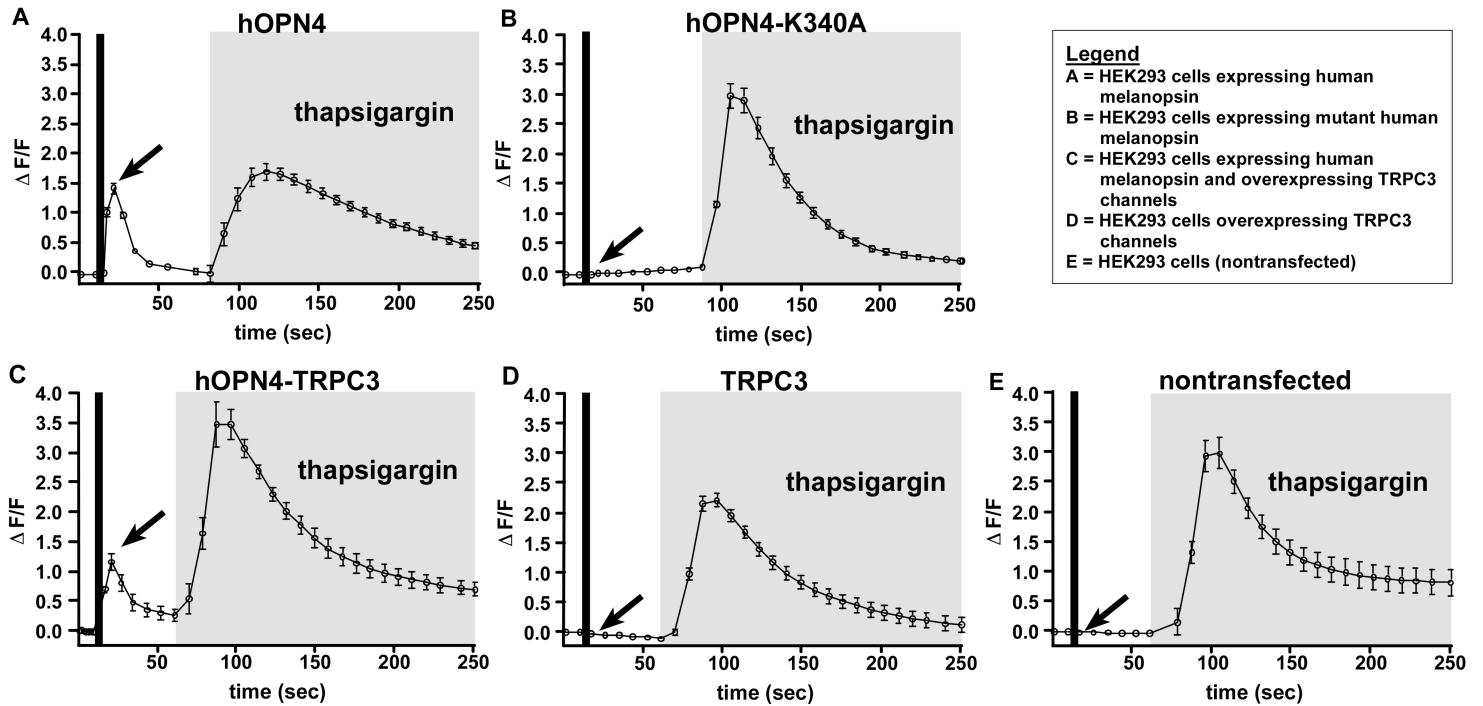 A
hOPN4
4.0
3.5
3.0
2.5
2.0
1.5
1.0
0.5
0.0
Δ F/F
thapsigargin
50
100
150
200
250
time (sec)
B
hOPN4-K340A
4.0
3.5
3.0
2.5
2.0
1.5
1.0
0.5
0.0
Δ F/F
thapsigargin
50
100
150
200
250
time (sec)
Legend
A = HEK293 cells expressing human
melanopsin
B = HEK293 cells expressing mutant human
melanopsin
C = HEK293 cells expressing human
melanopsin and overexpressing TRPC3
channels
D = HEK293 cells overexpressing TRPC3
channels
E = HEK293 cells (nontransfected)
C
hOPN4-TRPC3
4.0
3.5
3.0
2.5
2.0
1.5
1.0
0.5
0.0
Δ F/F
thapsigargin
50
100
150
200
250
time (sec)
D
TRPC3
4.0
3.5
3.0
2.5
2.0
1.5
1.0
0.5
0.0
Δ F/F
thapsigargin
50
100
150
200
250
time (sec)
E
nontransfected
4.0
3.5
3.0
2.5
2.0
1.5
1.0
0.5
0.0
Δ F/F
thapsigargin
50
100
150
200
250
time (sec)